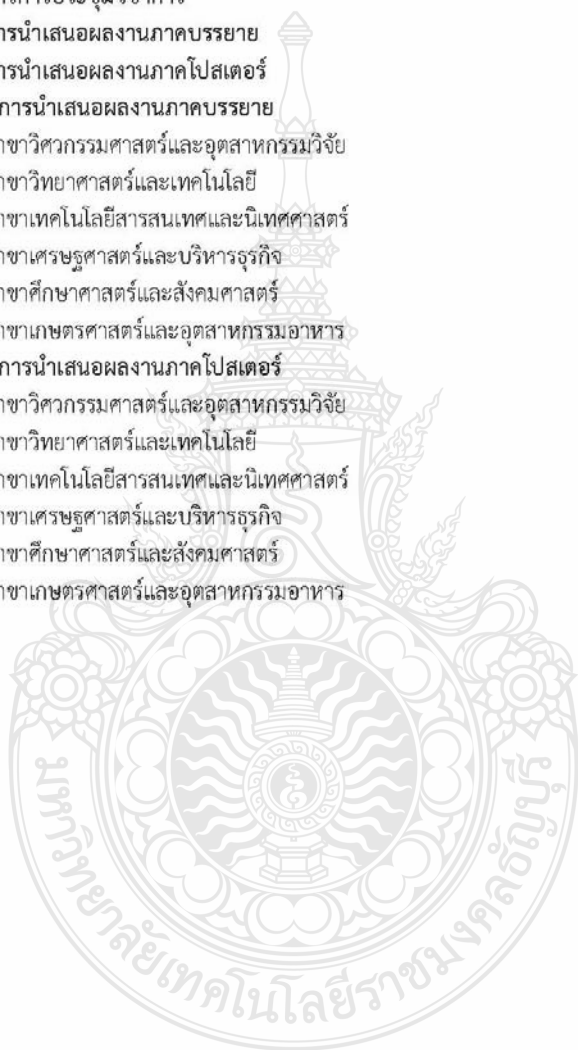 การนำเสนอผลงานภาคบรรยาย
การนำเสนอผลงานภาคโปสเตอร์
การนำเสนอผลงานภาคบรรยาย
าขาวิศวกรรมศาสตร์และอุตสาหกรรมวิจัย
าขาวิทยาศาสตร์และเทคโนโลยี
าขาเทคโนโลยีสารสนเทศและนิเทศศาสตร์
าขาเศรษฐศาสตร์และบริหารธุรกิจ
าขาศึกษาศาสตร์และสังคมศาสตร์
าขาเกษตรศาสตร์และอุตสาหกรรมอาหาร
การนำเสนอผลงานภาคโปสเตอร์
าขาวิศวกรรมศาสตร์และอุตสาหกรรมวิจัย
าขาวิทยาศาสตร์และเทคโนโลยี
าขาเทคโนโลยีสารสนเทศและนิเทศศาสตร์
าขาเศรษฐศาสตร์และบริหารธุรกิจ
าขาศึกษาศาสตร์และสังคมศาสตร์
าขาเกษตรศาสตร์และอุตสาหกรรมอาหาร
มหาวิทยาลัยเทคโนโลยีราชมงคลธัญบุรี